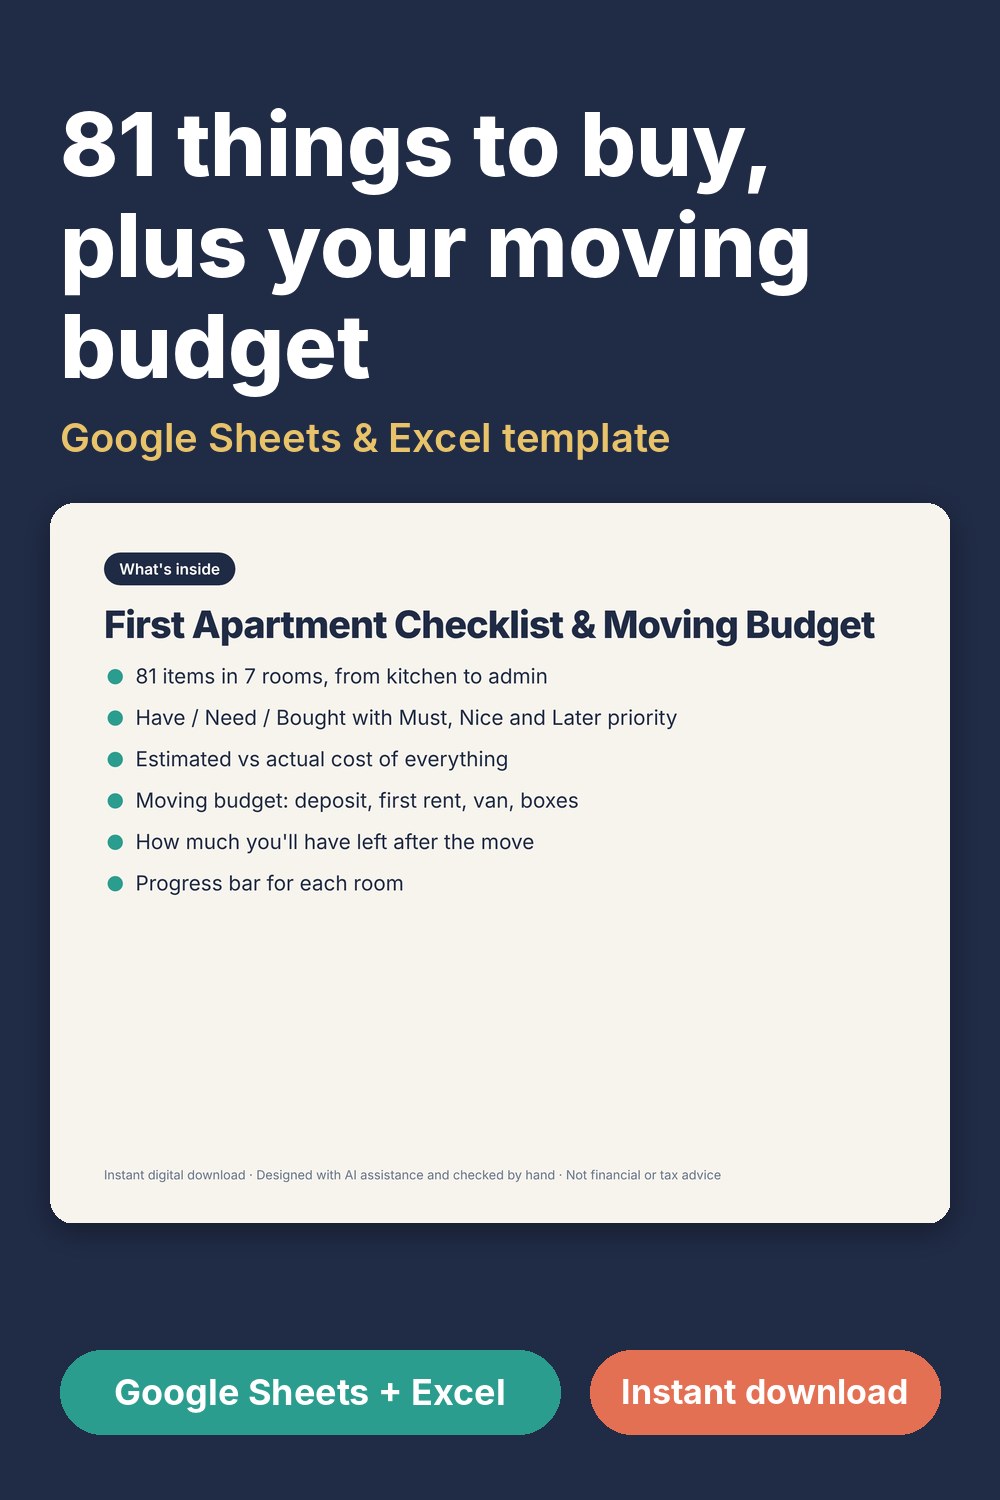 81 things to buy,
plus your moving
budget
Google Sheets & Excel template
What's inside
First Apartment Checklist & Moving Budget
81 items in 7 rooms, from kitchen to admin
Have / Need / Bought with Must, Nice and Later priority
Estimated vs actual cost of everything
Moving budget: deposit, first rent, van, boxes
How much you'll have left after the move
Progress bar for each room
Instant digital download · Designed with AI assistance and checked by hand · Not financial or tax advice
Google Sheets + Excel
Instant download